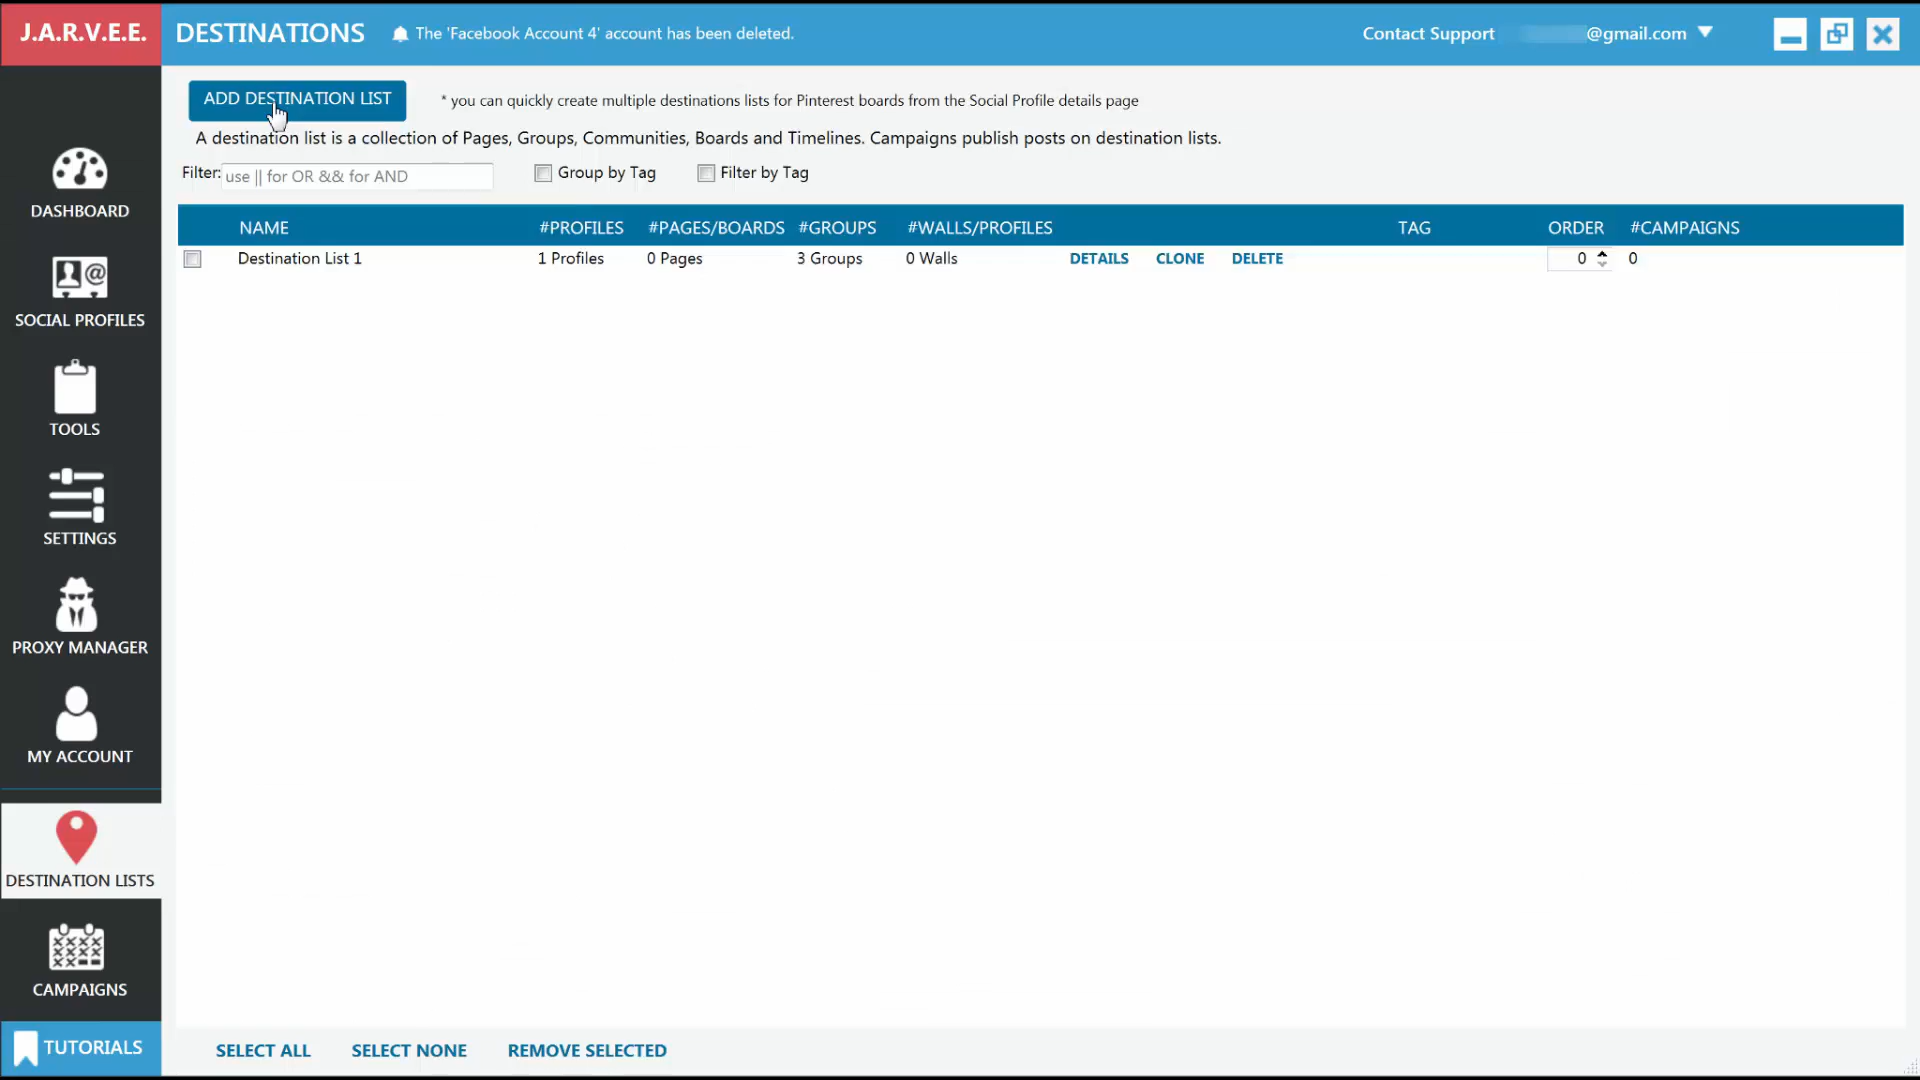 J.A.R.V.E.E.
DESTINATIONS
The 'Facebook Account 4' account has been deleted.
Contact Support
@gmail.com
ADD DESTINATION LIST
* you can quickly create multiple destinations lists for Pinterest boards from the Social Profile details page
A destination list is a collection of Pages, Groups, Communities, Boards and Timelines. Campaigns publish posts on destination lists.
Filter: use || for OR && for AND
Group by Tag
Filter by Tag
NAME #PROFILES #PAGES/BOARDS #GROUPS #WALLS/PROFILES TAG ORDER #CAMPAIGNS
Destination List 1 1 Profiles 0 Pages 3 Groups 0 Walls DETAILS CLONE DELETE 0 0
DASHBOARD
SOCIAL PROFILES
TOOLS
SETTINGS
PROXY MANAGER
MY ACCOUNT
DESTINATION LISTS
CAMPAIGNS
TUTORIALS
SELECT ALL SELECT NONE REMOVE SELECTED